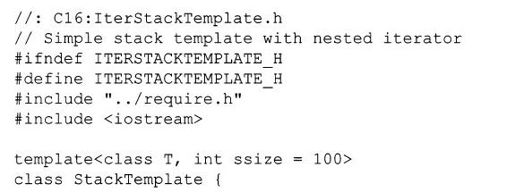 //: C16:IterStackTemplate.h
// Simple stack template with nested iterator
#ifndef ITERSTACKTEMPLATE_H
#define ITERSTACKTEMPLATE_H
#include "../require.h"
#include <iostream>
template<class T, int ssize = 100>
class StackTemplate {